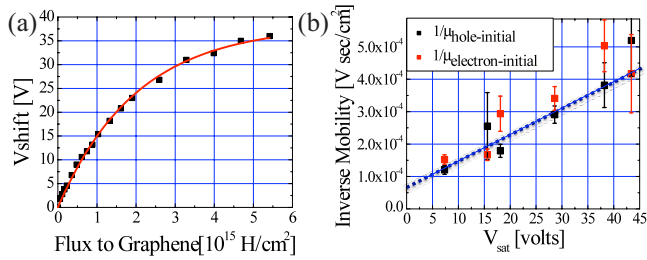 (a)
40
35
30
25
20
15
10
5
0
Vshift [V]
0 1 2 3 4 5 6
Flux to Graphene[10^15 H/cm^2]
(b)
1/μhole-initial
1/μelectron-initial
5.0x10^-4
4.0x10^-4
3.0x10^-4
2.0x10^-4
1.0x10^-4
0.0
Inverse Mobility [V sec/cm^2]
0 5 10 15 20 25 30 35 40 45
Vsat [volts]